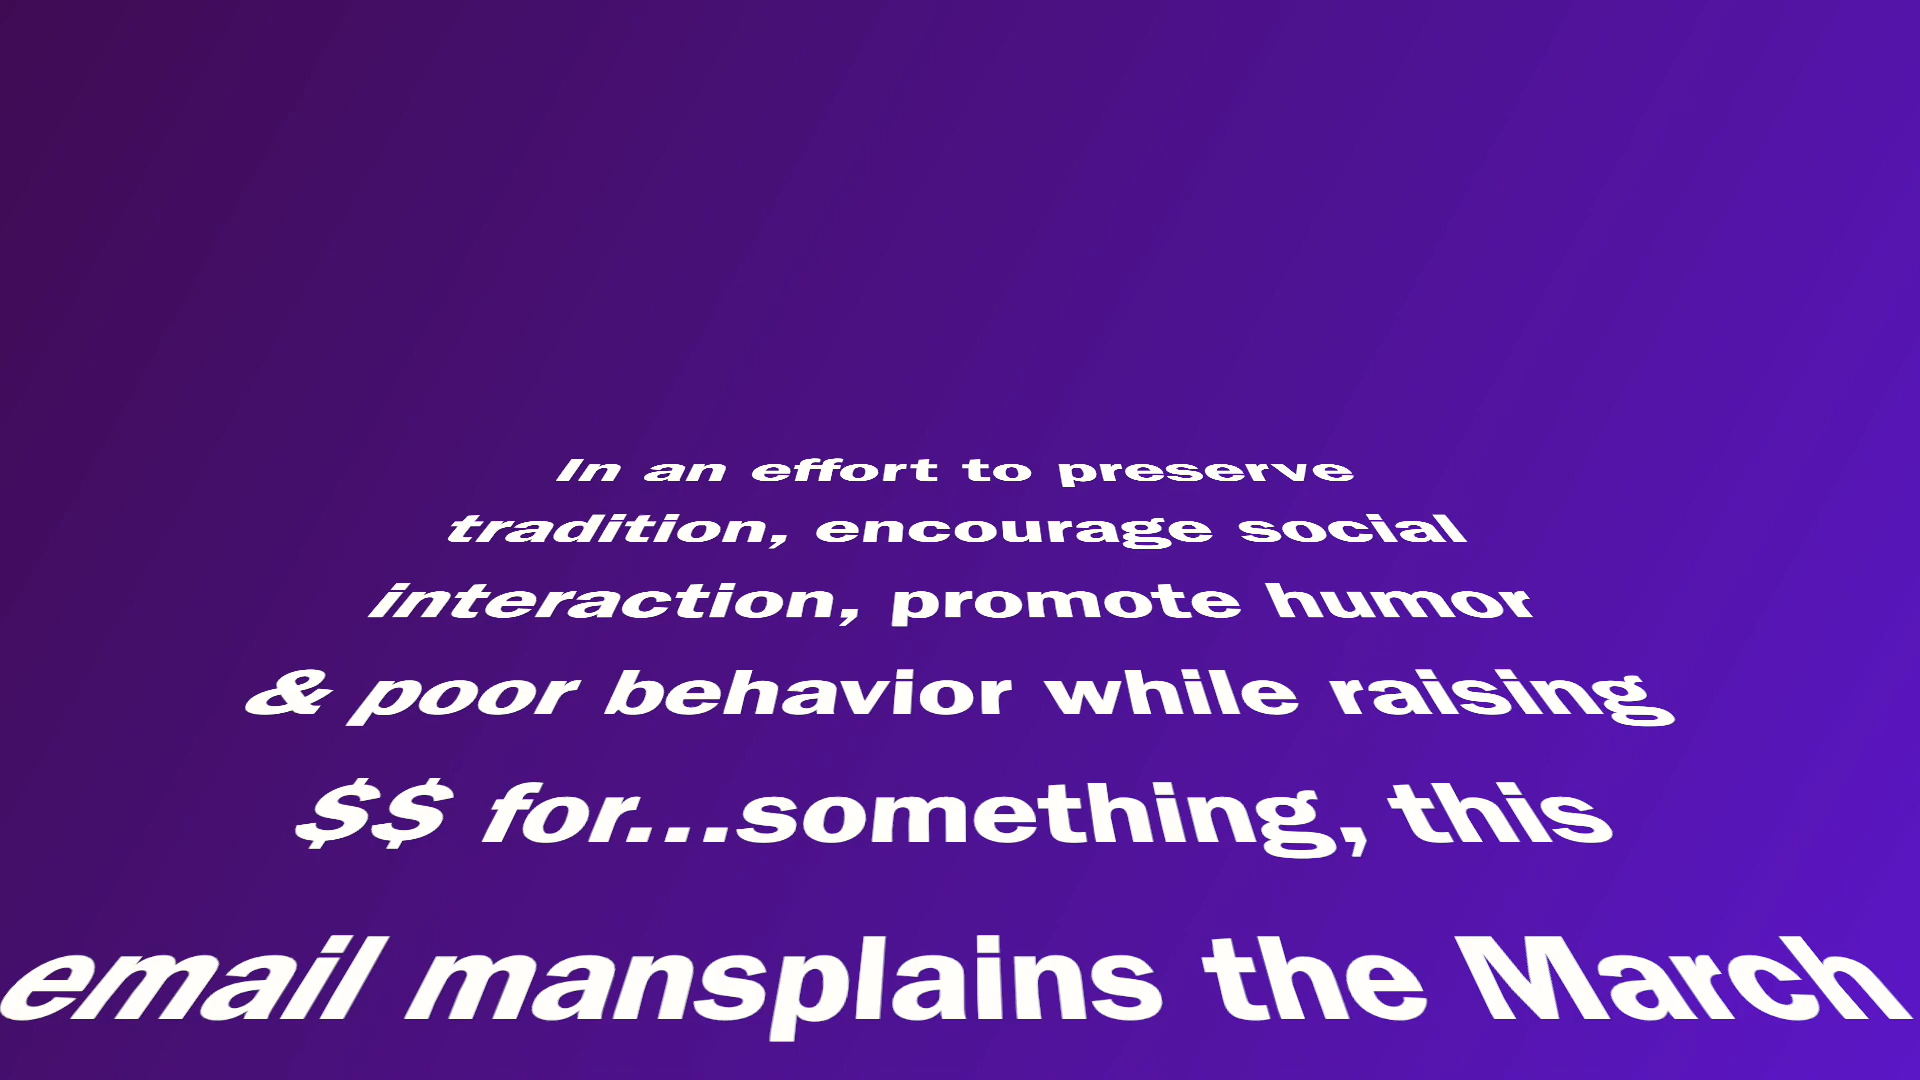 In an effort to preserve
tradition, encourage social
interaction, promote humor
& poor behavior while raising
$$ for...something, this
email mansplains the March